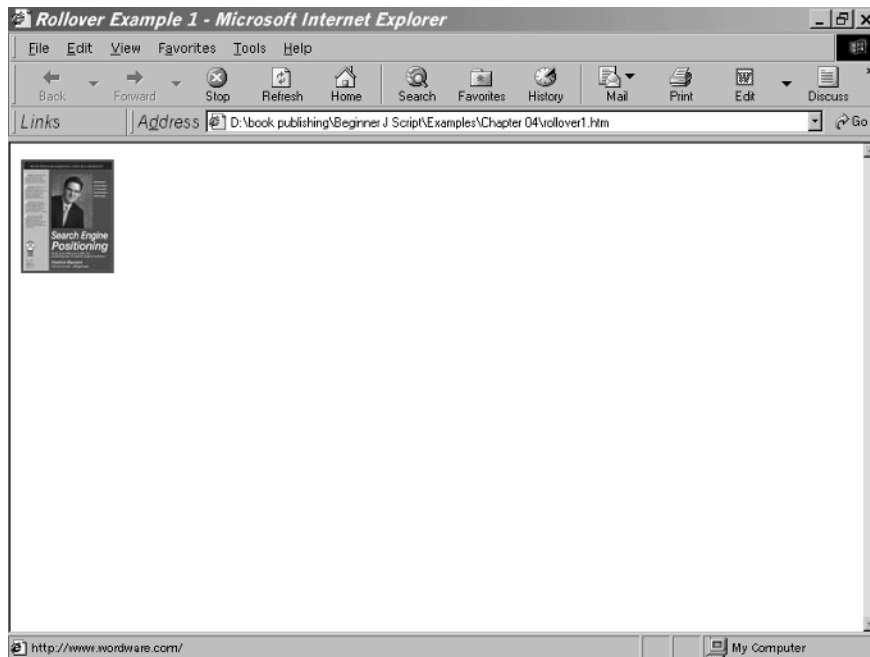 Rollover Example 1 - Microsoft Internet Explorer
File Edit View Favorites Tools Help
Back Forward Stop Refresh Home Search Favorites History Mail Print Edit Discuss
Links Address D:\book publishing\Beginner J Script\Examples\Chapter 04\rollover1.htm Go
Search Engine
Positioning
http://www.wordware.com/ My Computer